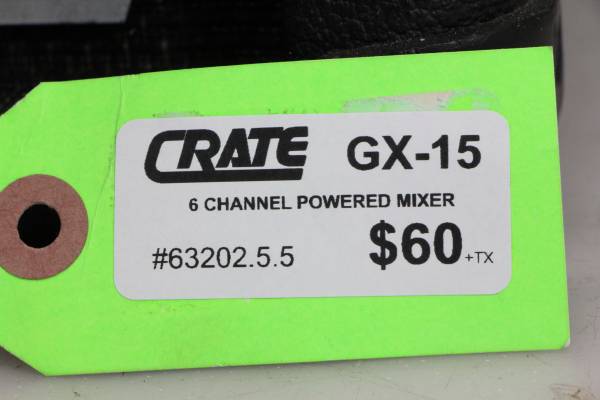 CRATE GX-15
6 CHANNEL POWERED MIXER
#63202.5.5 $60 +TX